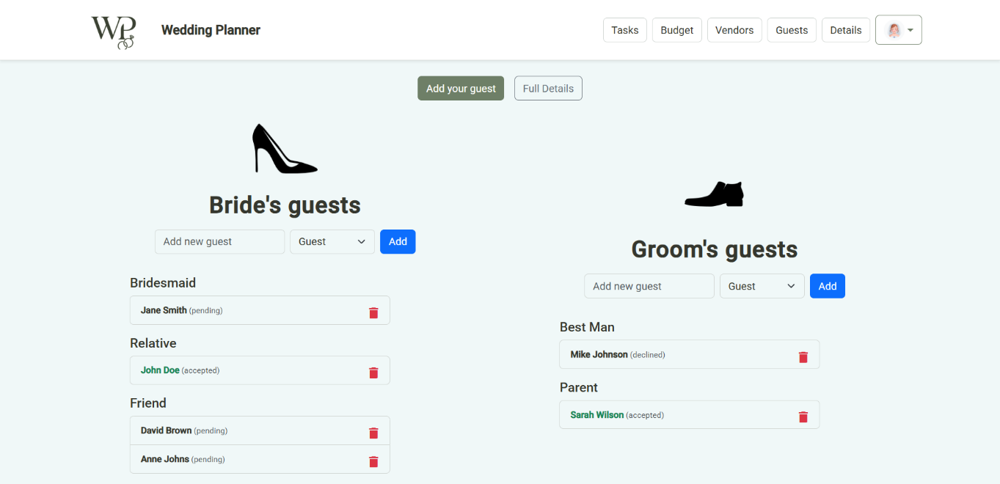 WP
Wedding Planner
Tasks
Budget
Vendors
Guests
Details
Add your guest
Full Details
Bride's guests
Add new guest
Guest
Add
Bridesmaid
Jane Smith (pending)
Relative
John Doe (accepted)
Friend
David Brown (pending)
Anne Johns (pending)
Groom's guests
Add new guest
Guest
Add
Best Man
Mike Johnson (declined)
Parent
Sarah Wilson (accepted)